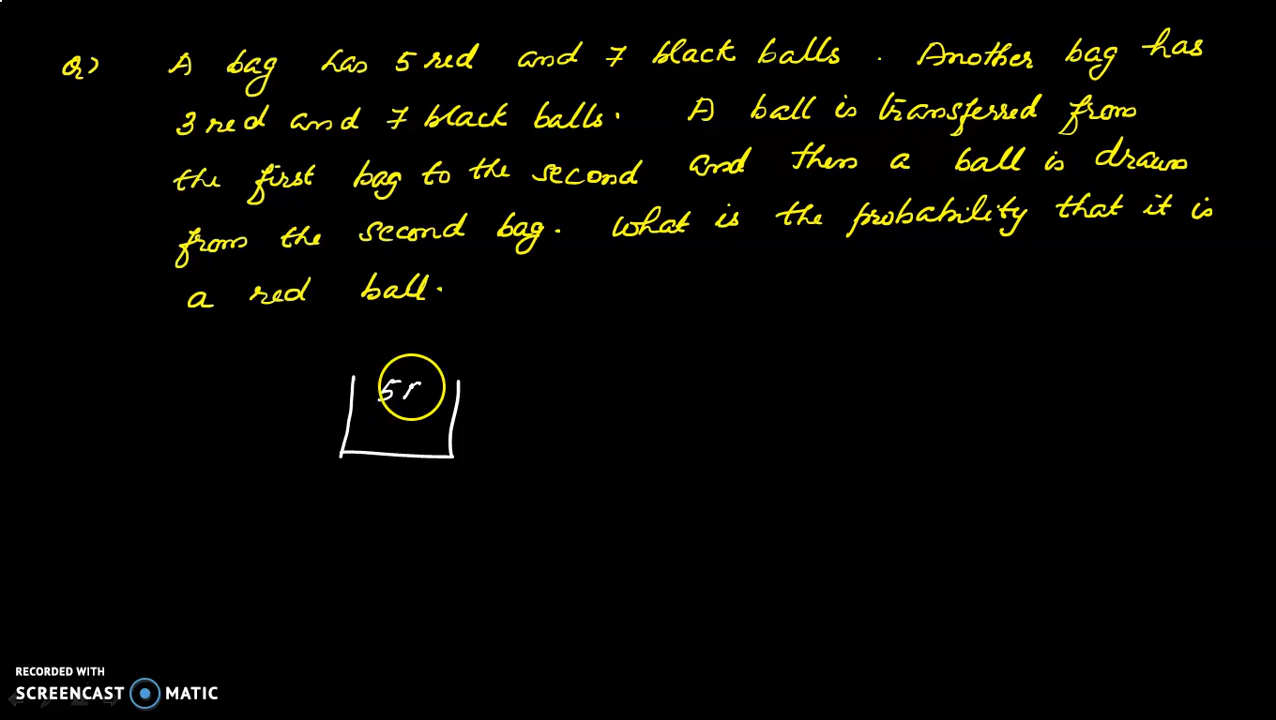 Q) A bag has 5 red and 7 black balls. Another bag has
3 red and 7 black balls. A ball is transferred from
the first bag to the second and then a ball is drawn
from the second bag. What is the probability that it is
a red ball.
5r
RECORDED WITH
SCREENCAST MATIC